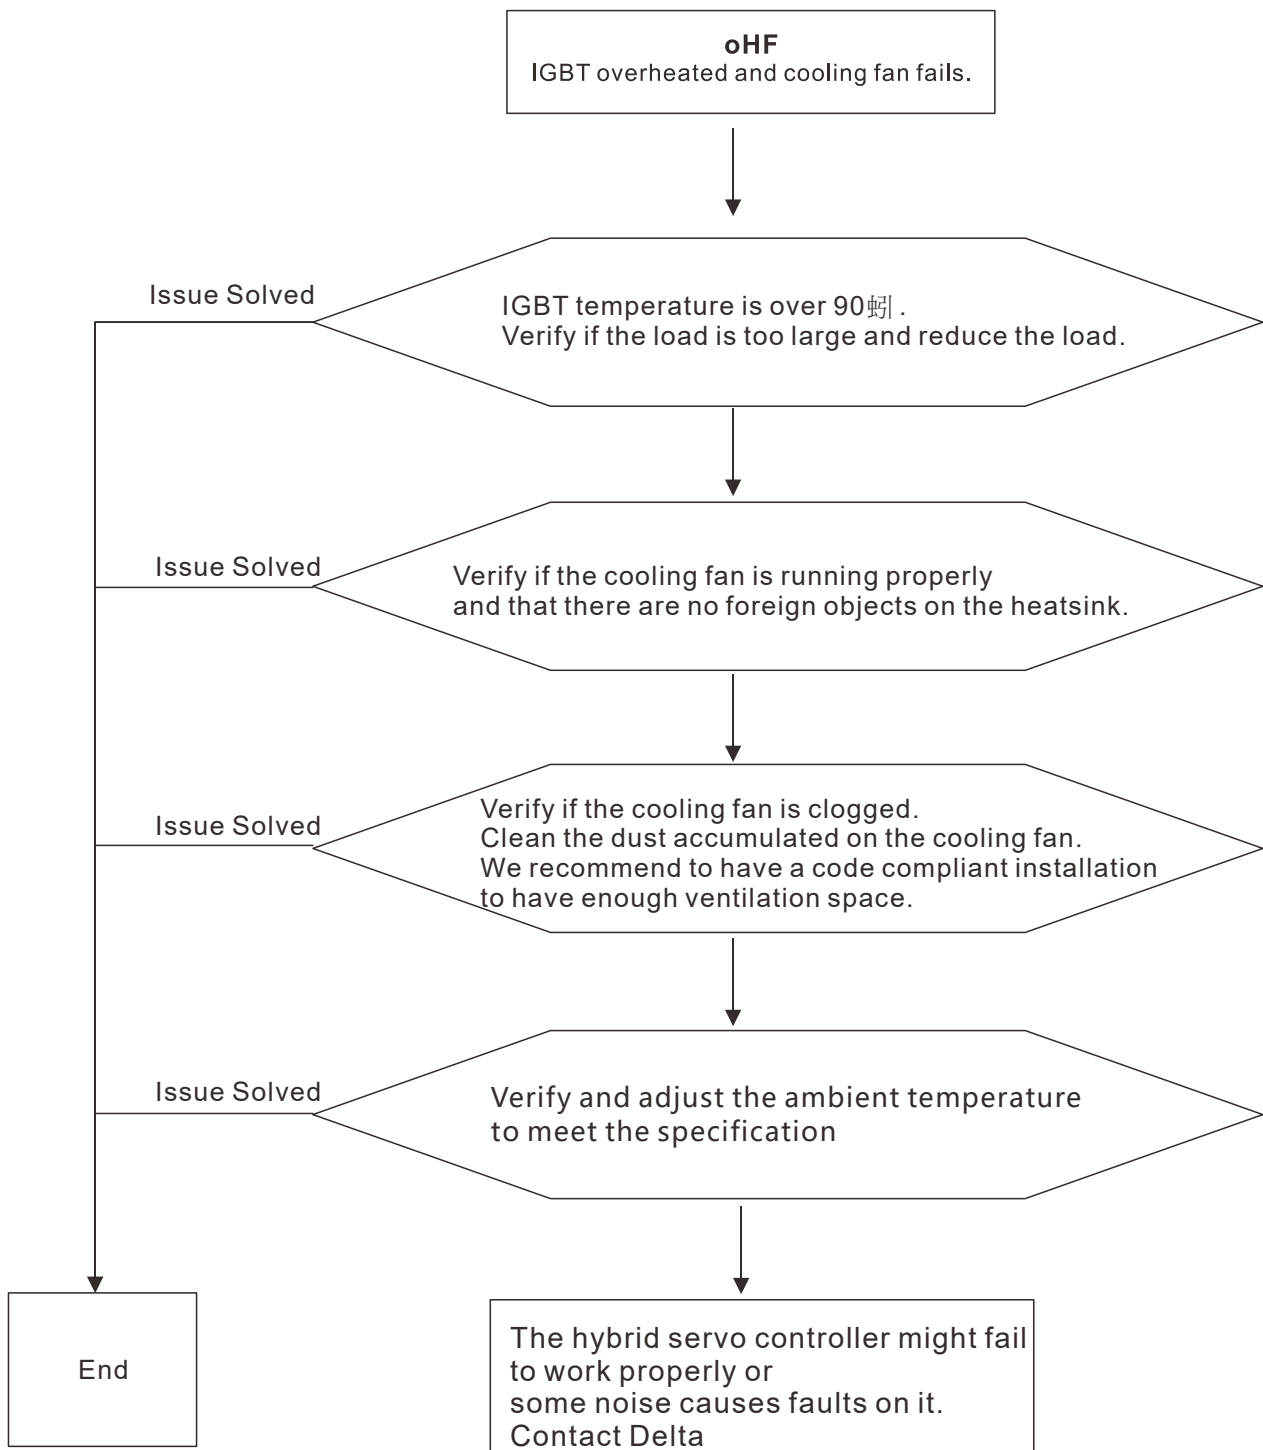 oHF
IGBT overheated and cooling fan fails.
Issue Solved
IGBT temperature is over 90蚓.
Verify if the load is too large and reduce the load.
Issue Solved
Verify if the cooling fan is running properly
and that there are no foreign objects on the heatsink.
Issue Solved
Verify if the cooling fan is clogged.
Clean the dust accumulated on the cooling fan.
We recommend to have a code compliant installation
to have enough ventilation space.
Issue Solved
Verify and adjust the ambient temperature
to meet the specification
End
The hybrid servo controller might fail
to work properly or
some noise causes faults on it.
Contact Delta